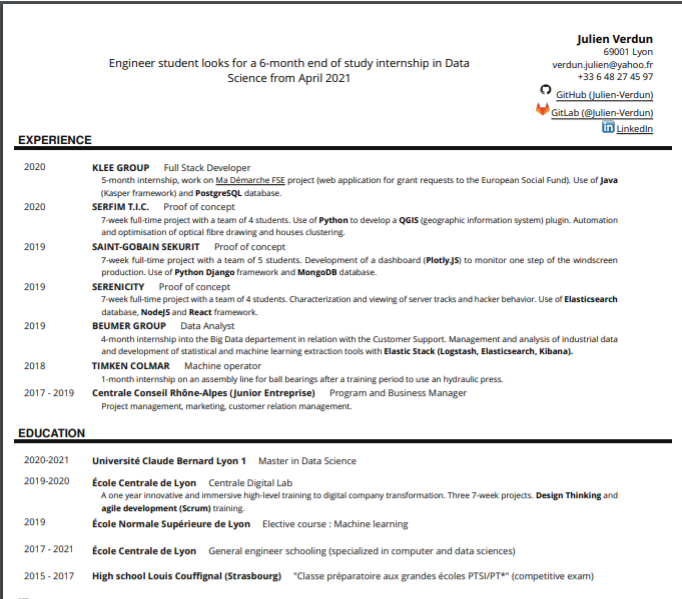 Julien Verdun
69001 Lyon
Engineer student looks for a 6-month end of study internship in Data
Science from April 2021
verdun.julien@yahoo.fr
+33 6 48 27 45 97
GitHub (Julien-Verdun)
GitLab (@Julien-Verdun)
LinkedIn
EXPERIENCE
2020 KLEE GROUP Full Stack Developer
5-month internship, work on Ma Démarche FSE project (web application for grant requests to the European Social Fund). Use of Java
(Kasper framework) and PostgreSQL database.
2020 SERFIM T.I.C. Proof of concept
7-week full-time project with a team of 4 students. Use of Python to develop a QGIS (geographic information system) plugin. Automation
and optimisation of optical fibre drawing and houses clustering.
2019 SAINT-GOBAIN SEKURIT Proof of concept
7-week full-time project with a team of 5 students. Development of a dashboard (Plotly.JS) to monitor one step of the windscreen
production. Use of Python Django framework and MongoDB database.
2019 SERENICITY Proof of concept
7-week full-time project with a team of 4 students. Characterization and viewing of server tracks and hacker behavior. Use of Elasticsearch
database, NodeJS and React framework.
2019 BEUMER GROUP Data Analyst
4-month internship into the Big Data departement in relation with the Customer Support. Management and analysis of industrial data
and development of statistical and machine learning extraction tools with Elastic Stack (Logstash, Elasticsearch, Kibana).
2018 TIMKEN COLMAR Machine operator
1-month internship on an assembly line for ball bearings after a training period to use an hydraulic press.
2017 - 2019 Centrale Conseil Rhône-Alpes (Junior Entreprise) Program and Business Manager
Project management, marketing, customer relation management.
EDUCATION
2020-2021 Université Claude Bernard Lyon 1 Master in Data Science
2019-2020 École Centrale de Lyon Centrale Digital Lab
A one year innovative and immersive high-level training to digital company transformation. Three 7-week projects. Design Thinking and
agile development (Scrum) training.
2019 École Normale Supérieure de Lyon Elective course : Machine learning
2017 - 2021 École Centrale de Lyon General engineer schooling (specialized in computer and data sciences)
2015 - 2017 High school Louis Couffignal (Strasbourg) "Classe préparatoire aux grandes écoles PTSI/PT*" (competitive exam)